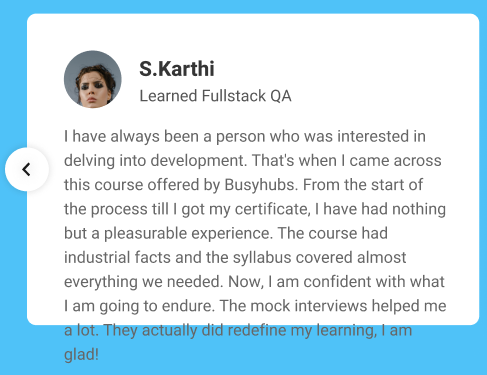 S.Karthi
Learned Fullstack QA
I have always been a person who was interested in
delving into development. That's when I came across
this course offered by Busyhubs. From the start of
the process till I got my certificate, I have had nothing
but a pleasurable experience. The course had
industrial facts and the syllabus covered almost
everything we needed. Now, I am confident with what
I am going to endure. The mock interviews helped me
a lot. They actually did redefine my learning, I am
glad!